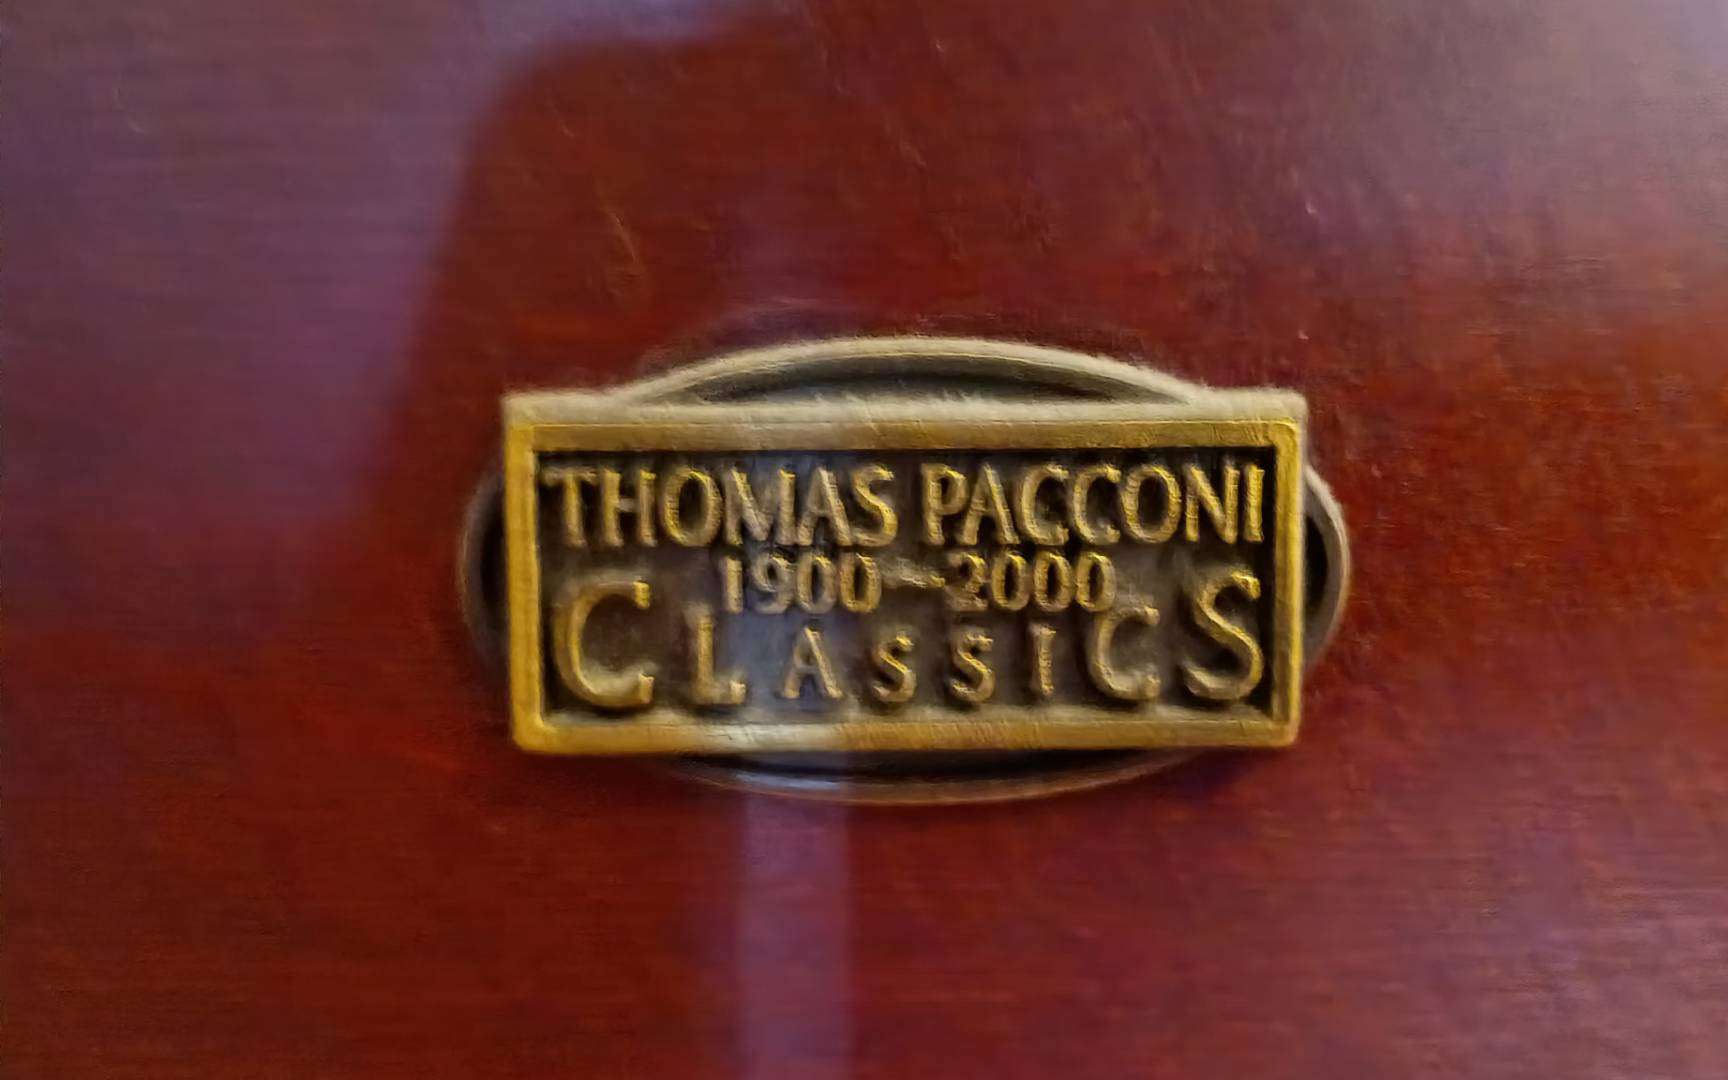 THOMAS PACCONI
1900-2000
CLASSICS